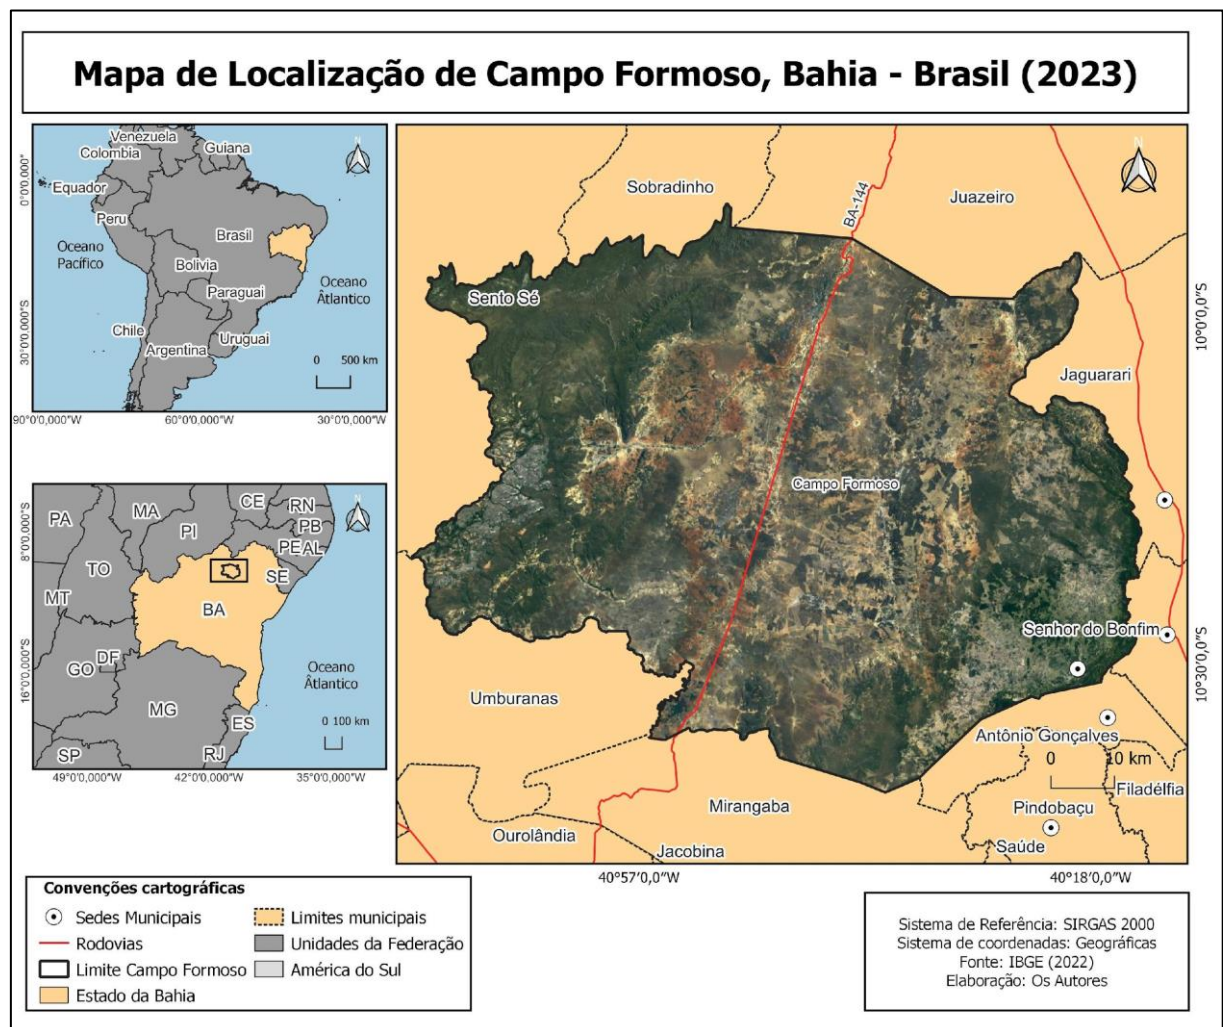 Mapa de Localização de Campo Formoso, Bahia - Brasil (2023)
N
Venezuela
Colombia
Guiana
Equador
Peru
Brasil
Oceano
Pacífico
Bolivia
Oceano
Âtlantico
Paraguai
Chile
Uruguai
Argentina
0 500 km
0°0'0,000"
30°0'0,000"S
90°0'0,000"W
60°0'0,000"W
30°0'0,000"W
N
PA
MA
CE
RN
PI
PB
PE
AL
TO
SE
MT
BA
DF
GO
Oceano
Âtlantico
MG
ES
SP
RJ
0 100 km
8°0'0,000"S
16°0'0,000"S
49°0'0,000"W
42°0'0,000"W
35°0'0,000"W
N
Sobradinho
BA-144
Juazeiro
Sento Sé
Jaguarari
Campo Formoso
Senhor do Bonfim
Umburanas
Antônio Gonçalves
0 10 km
Filadélfia
Mirangaba
Pindobaçu
Ourolândia
Saúde
Jacobina
10°0'0,0"S
10°30'0,0"S
40°57'0,0"W
40°18'0,0"W
Convenções cartográficas
Sedes Municipais
Rodovias
Limite Campo Formoso
Estado da Bahia
Limites municipais
Unidades da Federação
América do Sul
Sistema de Referência: SIRGAS 2000
Sistema de coordenadas: Geográficas
Fonte: IBGE (2022)
Elaboração: Os Autores